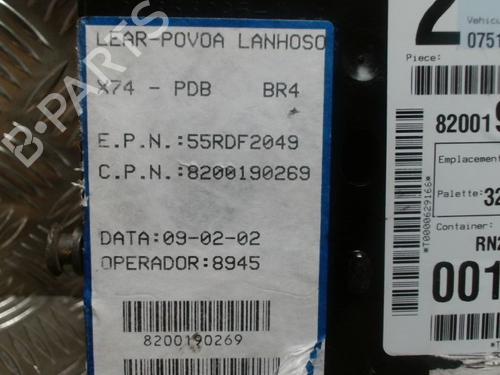 LEAR-POVOA LANHOSO
X74 - PDB BR4
E.P.N.:55RDF2049
C.P.N.:8200190269
DATA:09-02-02
OPERADOR:8945
8200190269
B-PARTS
Vehicu
0751
Piece:
82001
Emplacement
Palette: 32
Container:
RN2
001
*T0000629166*